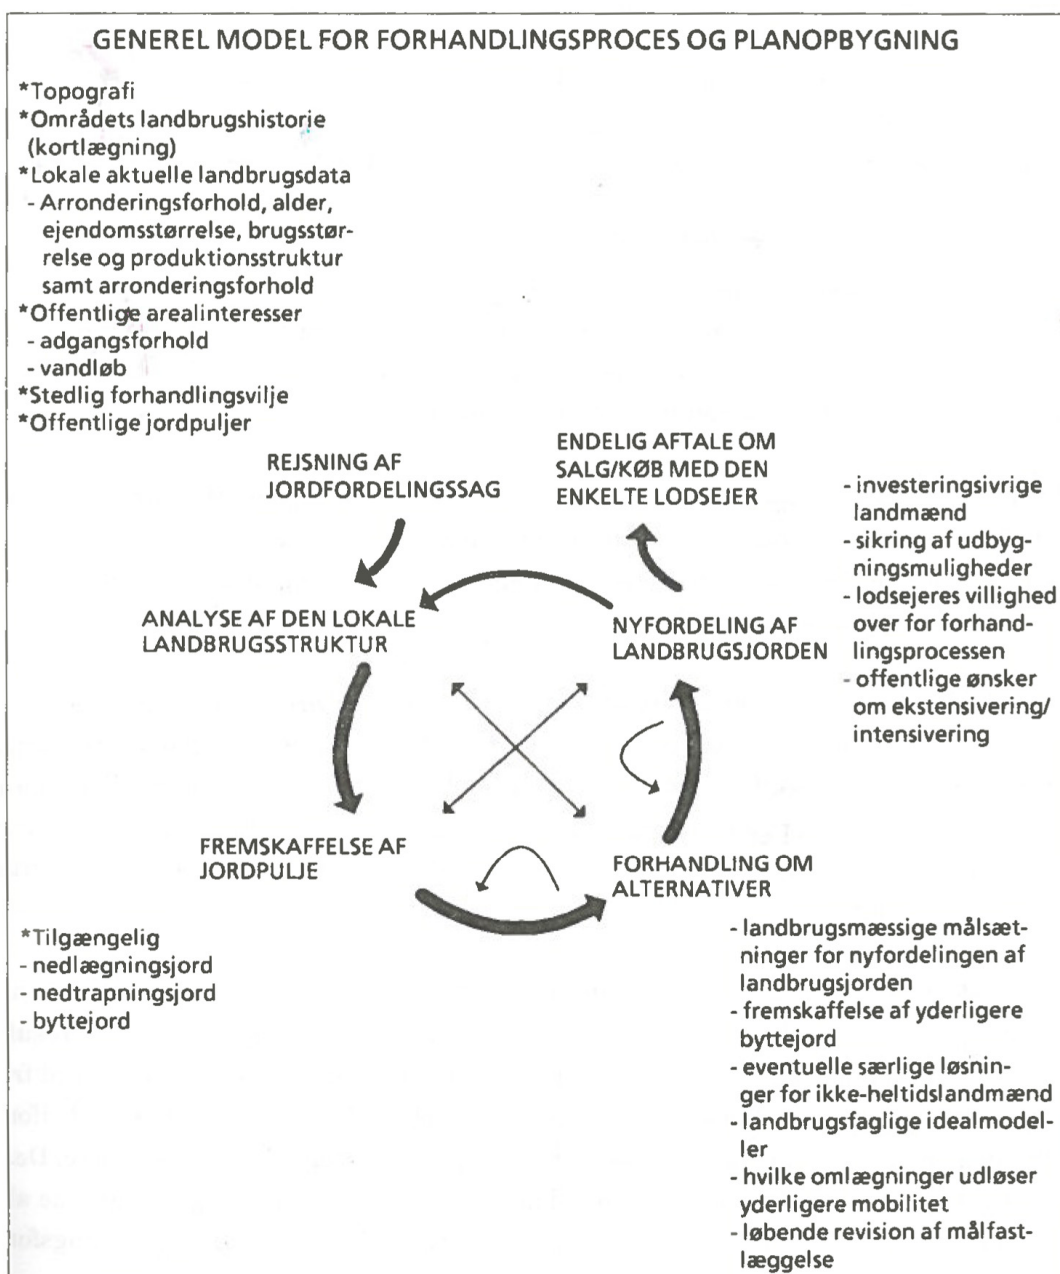 GENEREL MODEL FOR FORHANDLINGSPROCES OG PLANOPBYGNING
*Topografi
*Områdets landbrugshistorie
(kortlægning)
*Lokale aktuelle landbrugsdata
- Arronderingsforhold, alder,
ejendomsstørrelse, brugsstør-
relse og produktionsstruktur
samt arronderingsforhold
*Offentlige arealinteresser
- adgangsforhold
- vandløb
*Stedlig forhandlingsvilje
*Offentlige jordpuljer
REJSNING AF
JORDFORDELINGSSAG
ENDELIG AFTALE OM
SALG/KØB MED DEN
ENKELTE LODSEJER
- investeringsivrige
landmænd
- sikring af udbyg-
ningsmuligheder
- lodsejeres villighed
over for forhand-
lingsprocessen
- offentlige ønsker
om ekstensivering/
intensivering
ANALYSE AF DEN LOKALE
LANDBRUGSSTRUKTUR
NYFORDELING AF
LANDBRUGSJORDEN
FREMSKAFFELSE AF
JORDPULJE
FORHANDLING OM
ALTERNATIVER
*Tilgængelig
- nedlægningsjord
- nedtrapningsjord
- byttejord
- landbrugsmæssige målsæt-
ninger for nyfordelingen af
landbrugsjorden
- fremskaffelse af yderligere
byttejord
- eventuelle særlige løsnin-
ger for ikke-heltidslandmænd
- landbrugsfaglige idealmodel-
ler
- hvilke omlægninger udløser
yderligere mobilitet
- løbende revision af målfast-
læggelse